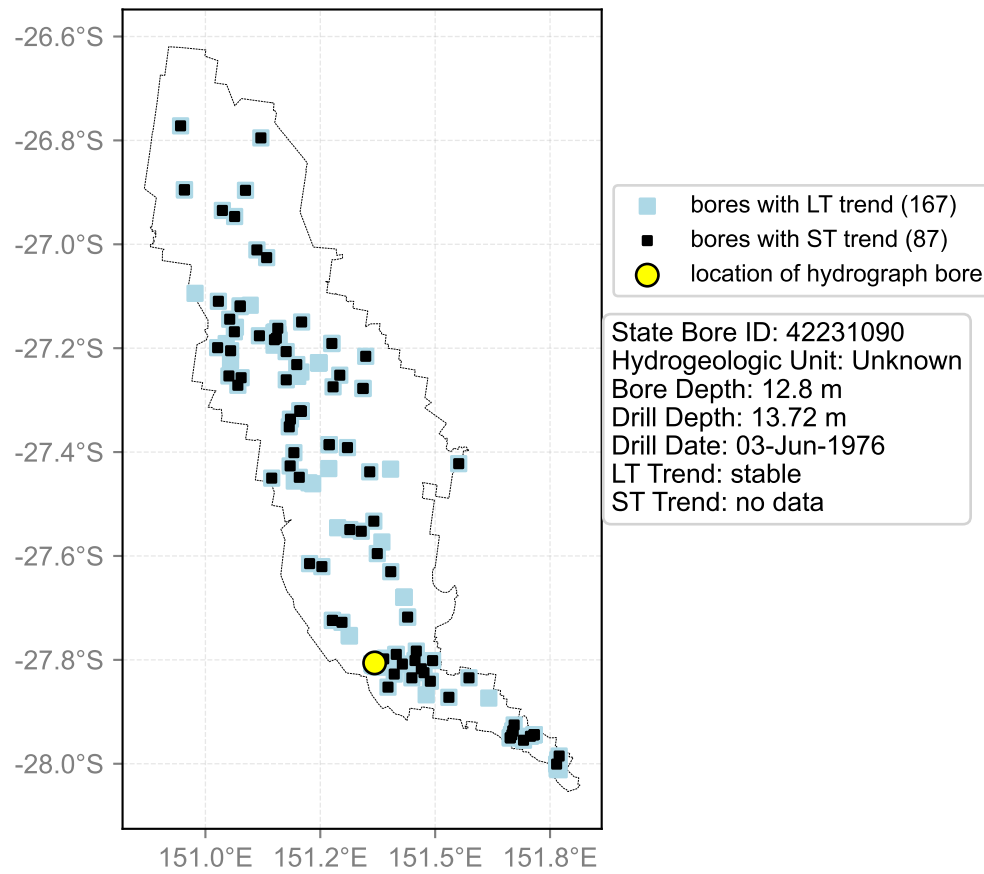 -26.6°S
-26.8°S
-27.0°S
-27.2°S
-27.4°S
-27.6°S
-27.8°S
-28.0°S
151.0°E 151.2°E 151.5°E 151.8°E
bores with LT trend (167)
bores with ST trend (87)
location of hydrograph bore
State Bore ID: 42231090
Hydrogeologic Unit: Unknown
Bore Depth: 12.8 m
Drill Depth: 13.72 m
Drill Date: 03-Jun-1976
LT Trend: stable
ST Trend: no data